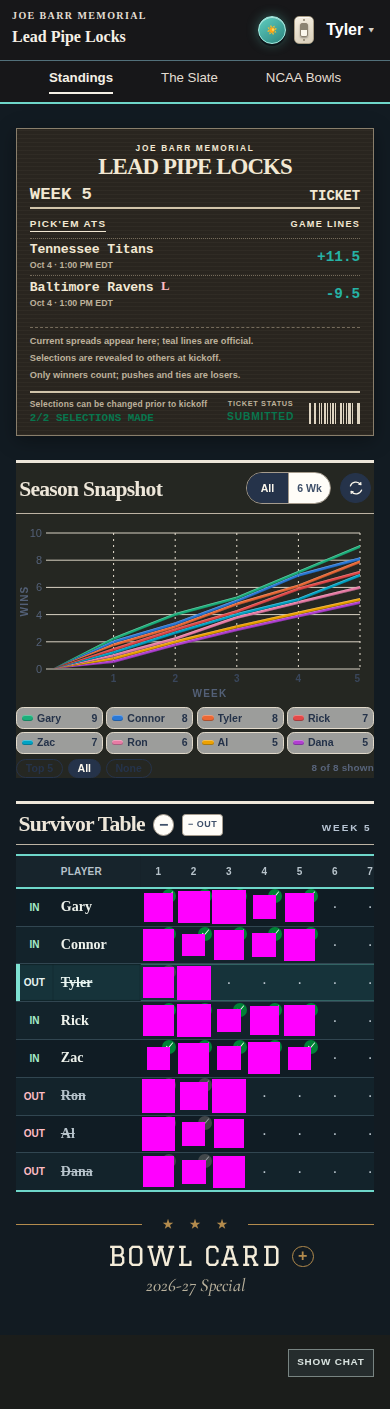 JOE BARR MEMORIAL
Lead Pipe Locks
Tyler
Standings The Slate NCAA Bowls
JOE BARR MEMORIAL
LEAD PIPE LOCKS
WEEK 5 TICKET
PICK'EM ATS GAME LINES
Tennessee Titans
Oct 4 · 1:00 PM EDT
+11.5
Baltimore Ravens L
Oct 4 · 1:00 PM EDT
-9.5
Current spreads appear here; teal lines are official.
Selections are revealed to others at kickoff.
Only winners count; pushes and ties are losers.
Selections can be changed prior to kickoff
2/2 SELECTIONS MADE
TICKET STATUS
SUBMITTED
Season Snapshot All 6 Wk
10
8
6
4
2
0
WINS
1 2 3 4 5
WEEK
Gary 9 Connor 8 Tyler 8 Rick 7
Zac 7 Ron 6 Al 5 Dana 5
Top 5 All None 8 of 8 shown
Survivor Table − − OUT WEEK 5
PLAYER 1 2 3 4 5 6 7
IN Gary · ·
IN Connor · ·
OUT Tyler · · · · ·
IN Rick · ·
IN Zac · ·
OUT Ron · · · ·
OUT Al · · · ·
OUT Dana · · · ·
★ ★ ★
BOWL CARD +
2026-27 Special
SHOW CHAT